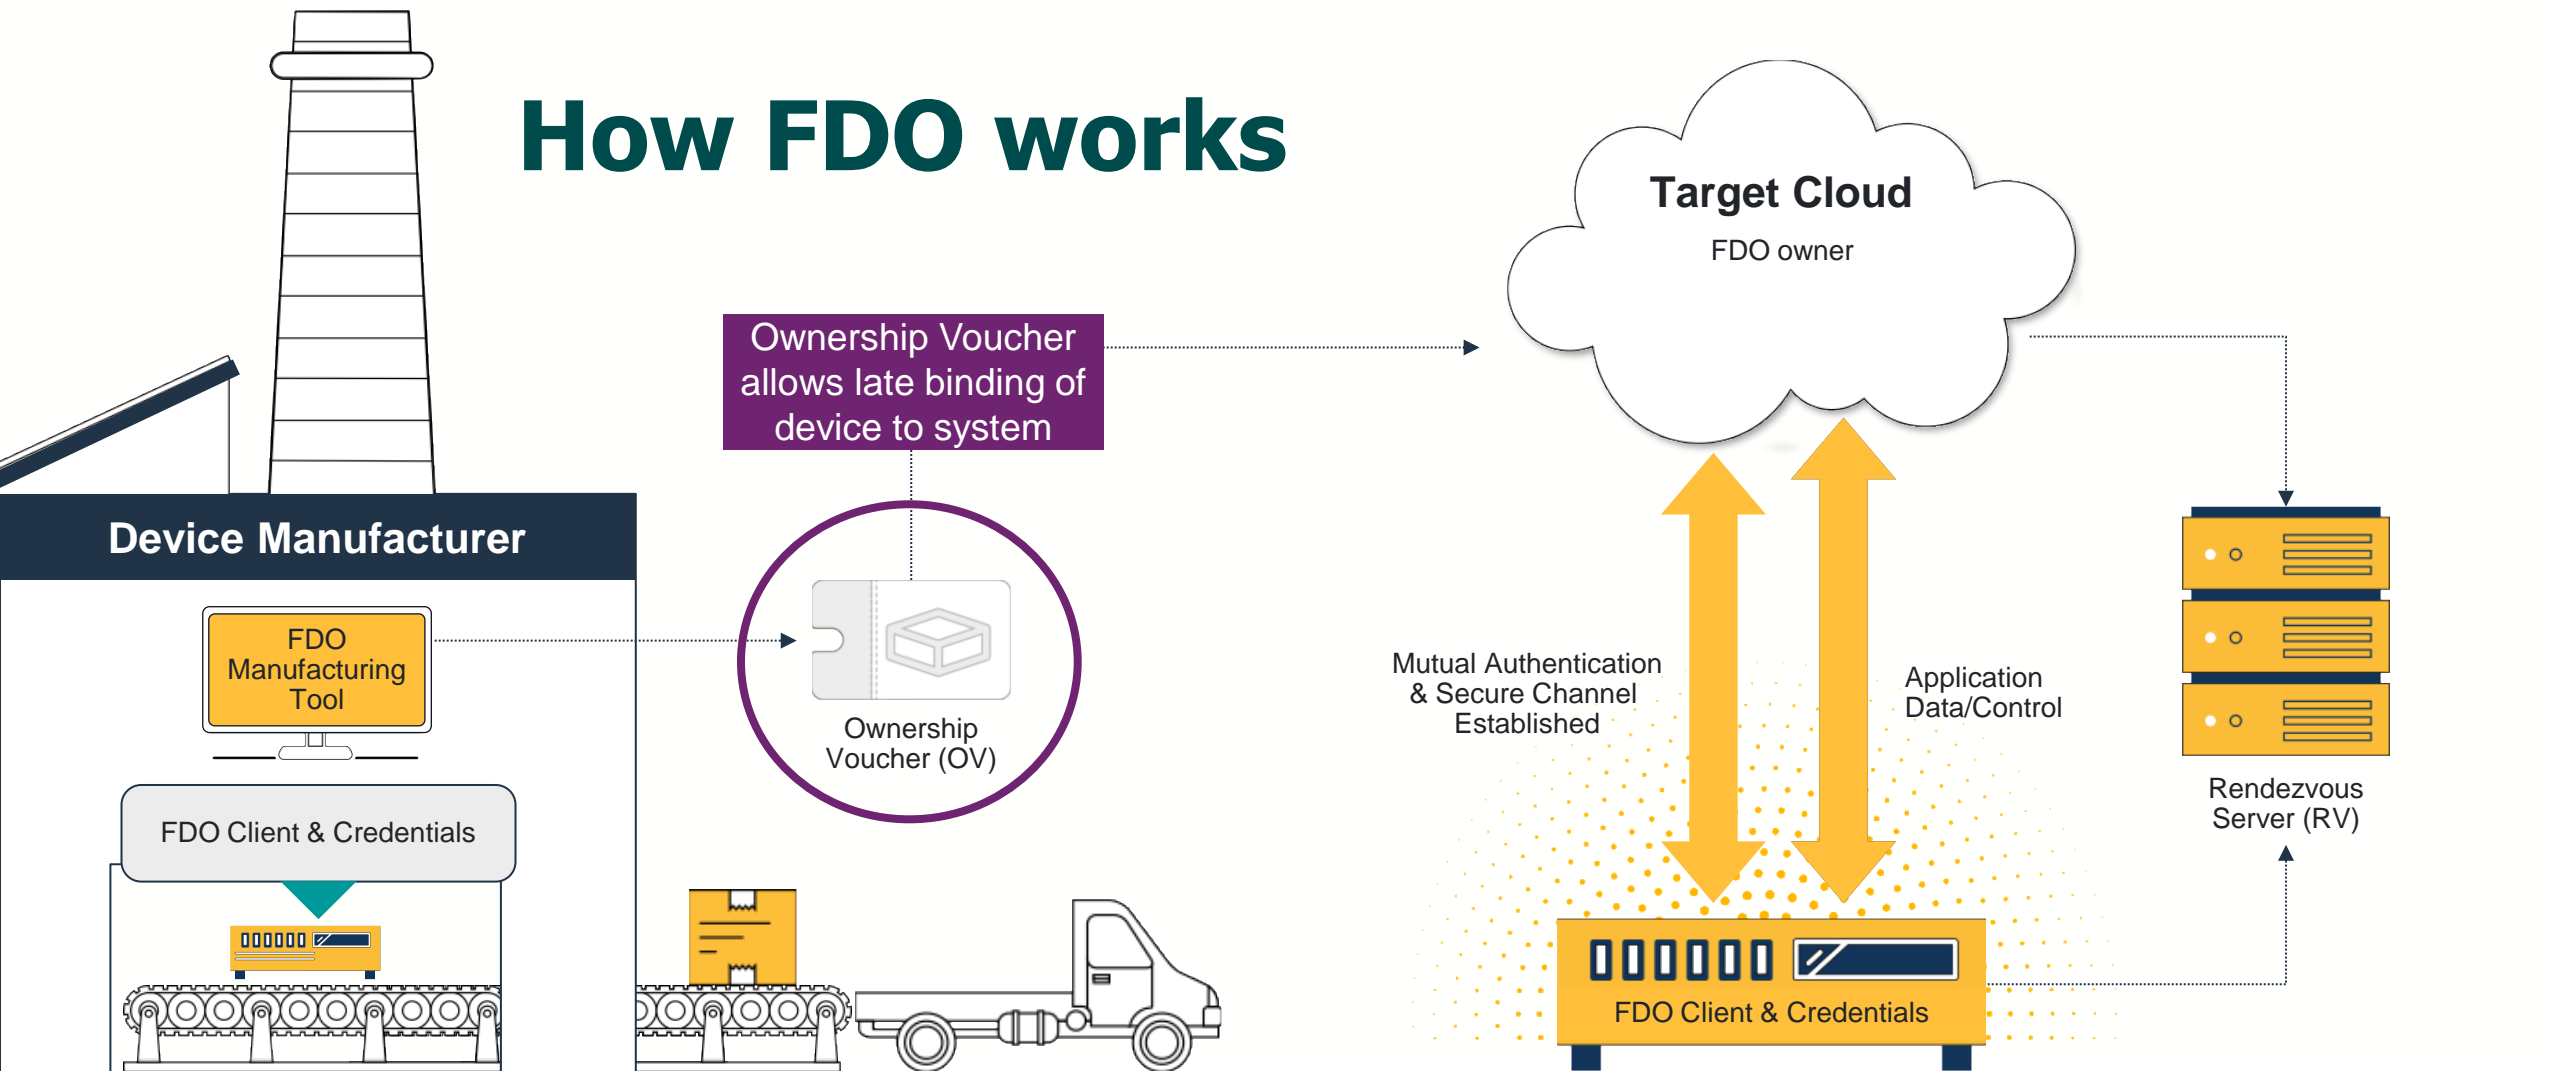 How FDO works
Target Cloud
FDO owner
Ownership Voucher
allows late binding of
device to system
Device Manufacturer
FDO
Manufacturing
Tool
Ownership
Voucher (OV)
FDO Client & Credentials
Mutual Authentication
& Secure Channel
Established
Application
Data/Control
Rendezvous
Server (RV)
FDO Client & Credentials